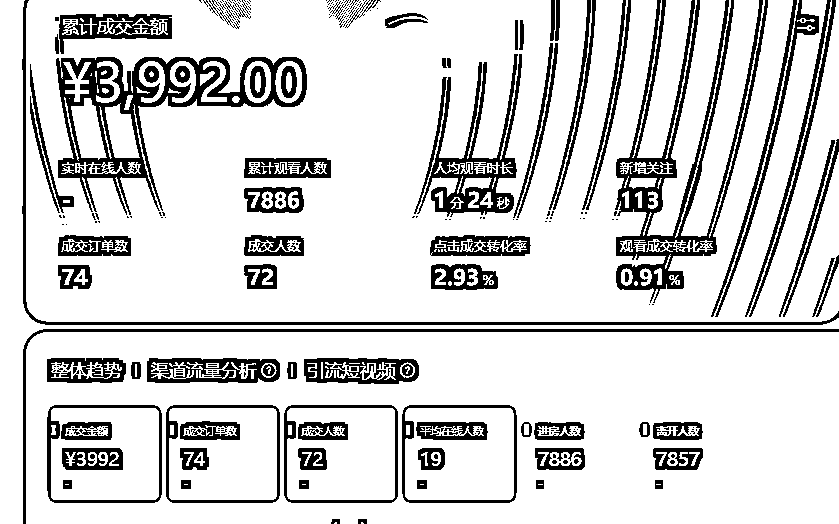 累计成交金额
¥3,992.00
实时在线人数 累计观看人数 人均观看时长 新增关注
- 7886 1分24秒 113
成交订单数 成交人数 点击成交转化率 观看成交转化率
74 72 2.93% 0.91%
整体趋势 渠道流量分析 ? 引流短视频 ?
成交金额 成交订单数 成交人数 平均在线人数 进房人数 离开人数
¥3992 74 72 19 7886 7857
- - - - - -